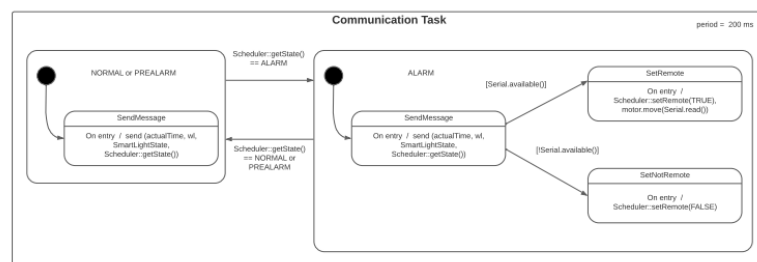 Communication Task
period = 200 ms
Scheduler::getState()
== ALARM
NORMAL or PREALARM
SendMessage
On entry / send (actualTime, wl,
SmartLightState,
Scheduler::getState())
Scheduler::getState()
== NORMAL or
PREALARM
ALARM
SendMessage
On entry / send (actualTime, wl,
SmartLightState,
Scheduler::getState())
[Serial.available()]
SetRemote
On entry /
Scheduler::setRemote(TRUE),
motor.move(Serial.read())
[!Serial.available()]
SetNotRemote
On entry /
Scheduler::setRemote(FALSE)